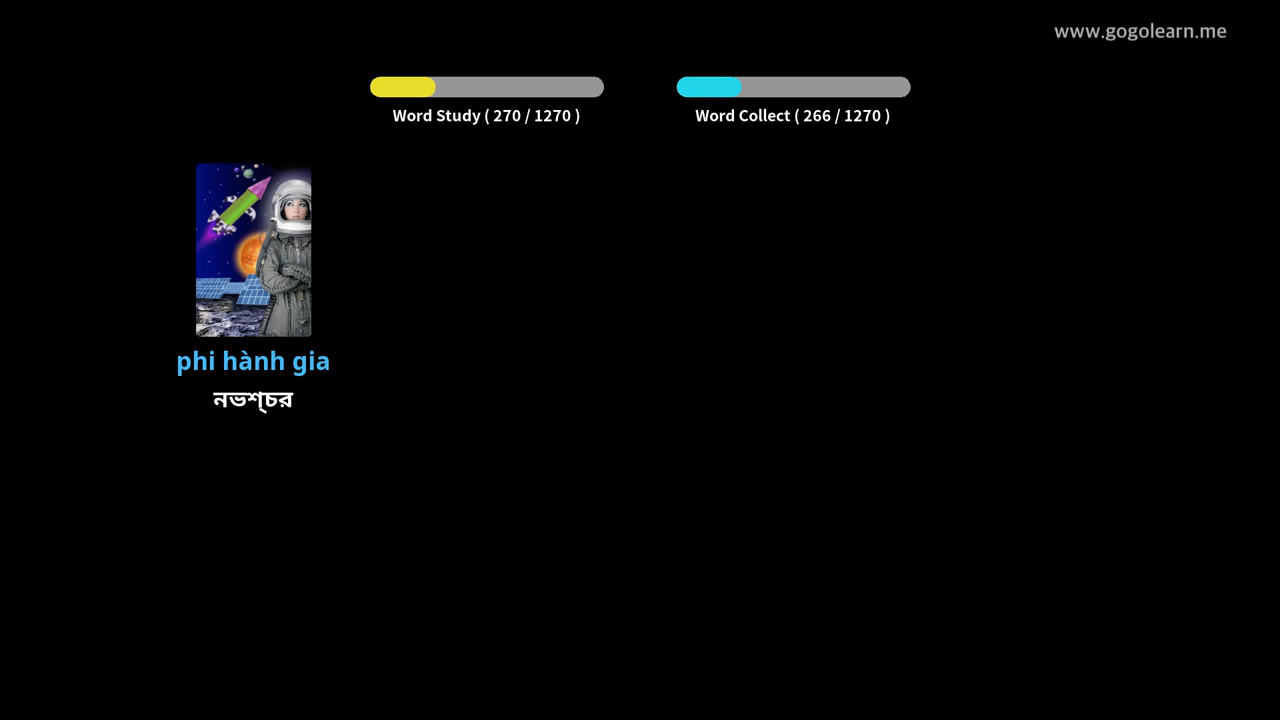 www.gogolearn.me
Word Study ( 270 / 1270 )
Word Collect ( 266 / 1270 )
phi hành gia
নভশ্চর